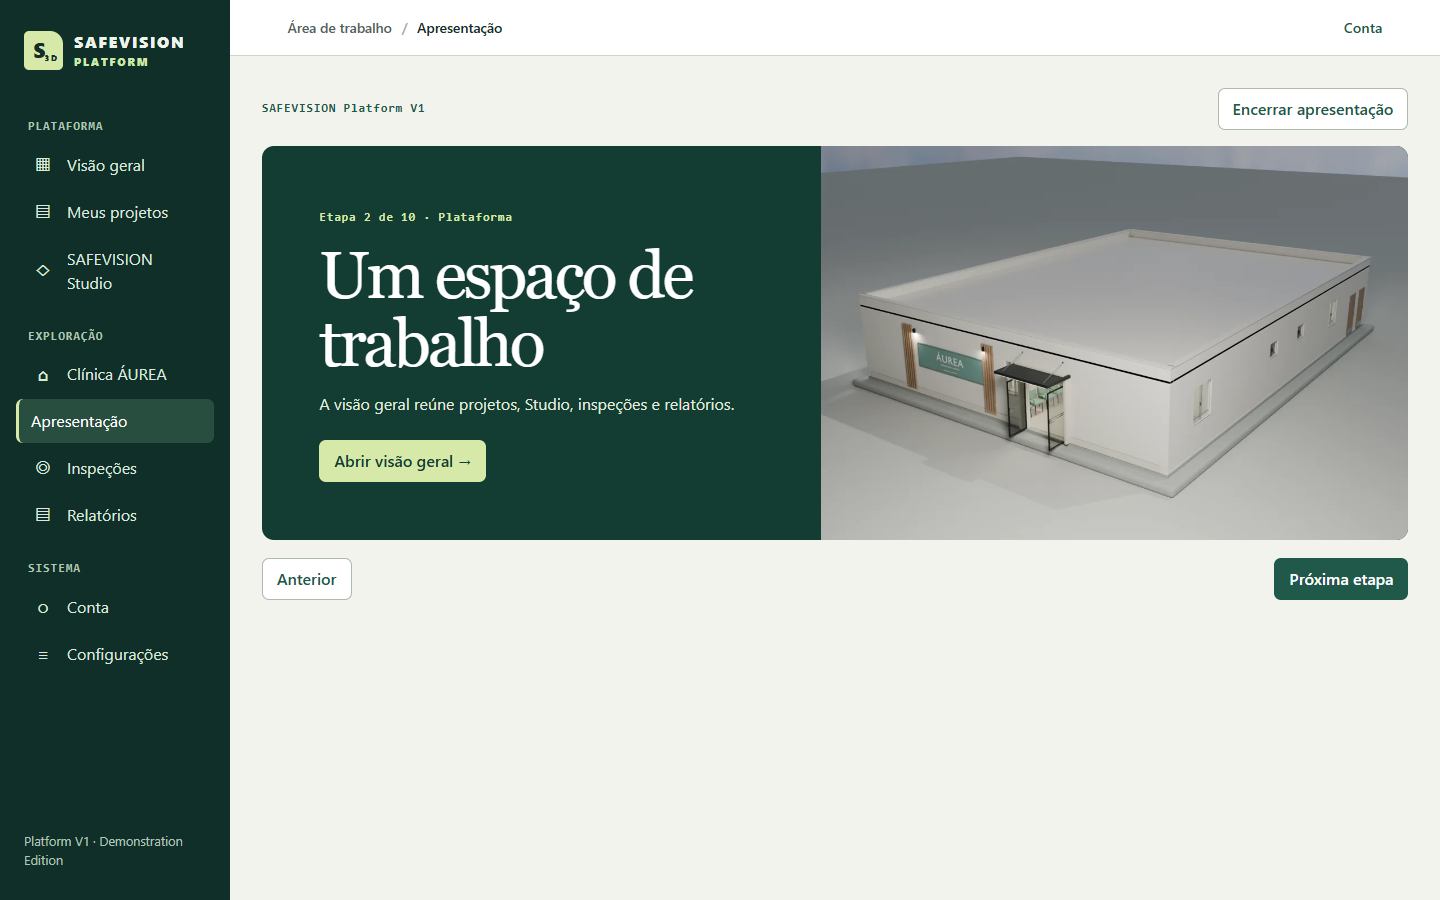 SAFEVISION
PLATFORM
PLATAFORMA
Visão geral
Meus projetos
SAFEVISION
Studio
EXPLORAÇÃO
Clínica ÁUREA
Apresentação
Inspeções
Relatórios
SISTEMA
Conta
Configurações
Platform V1 · Demonstration
Edition
Área de trabalho / Apresentação
Conta
SAFEVISION Platform V1
Encerrar apresentação
Etapa 2 de 10 · Plataforma
Um espaço de
trabalho
A visão geral reúne projetos, Studio, inspeções e relatórios.
Abrir visão geral →
ÁUREA
Anterior
Próxima etapa
S3D